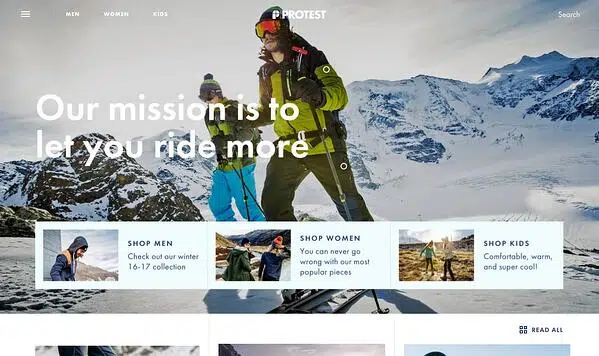 MEN WOMEN KIDS PROTEST Search
Our mission is to
let you ride more
SHOP MEN
Check out our winter
16-17 collection
SHOP WOMEN
You can never go
wrong with our most
popular pieces
SHOP KIDS
Comfortable, warm,
and super cool!
READ ALL